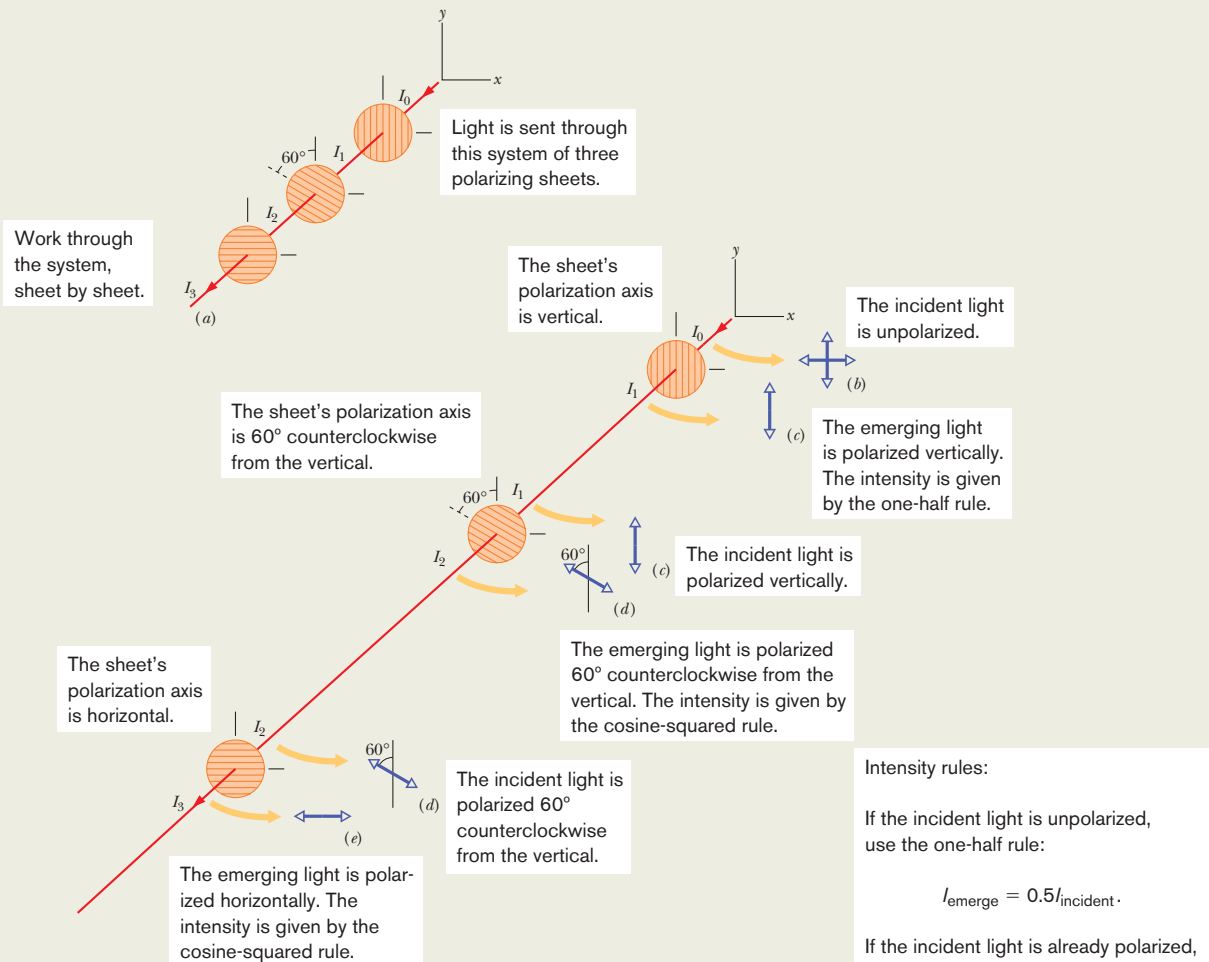 y
x
I0
Light is sent through
this system of three
polarizing sheets.
60°
I1
I2
Work through
the system,
sheet by sheet.
I3
(a)
The sheet's
polarization axis
is vertical.
y
x
The incident light
is unpolarized.
I0
(b)
I1
(c)
The emerging light
is polarized vertically.
The intensity is given
by the one-half rule.
The sheet's polarization axis
is 60° counterclockwise
from the vertical.
60°
I1
I2
(c)
The incident light is
polarized vertically.
60°
(d)
The emerging light is polarized
60° counterclockwise from the
vertical. The intensity is given by
the cosine-squared rule.
The sheet's
polarization axis
is horizontal.
I2
60°
(d)
The incident light is
polarized 60°
counterclockwise
from the vertical.
I3
(e)
The emerging light is polar-
ized horizontally. The
intensity is given by the
cosine-squared rule.
Intensity rules:
If the incident light is unpolarized,
use the one-half rule:
Iemerge = 0.5Iincident.
If the incident light is already polarized,